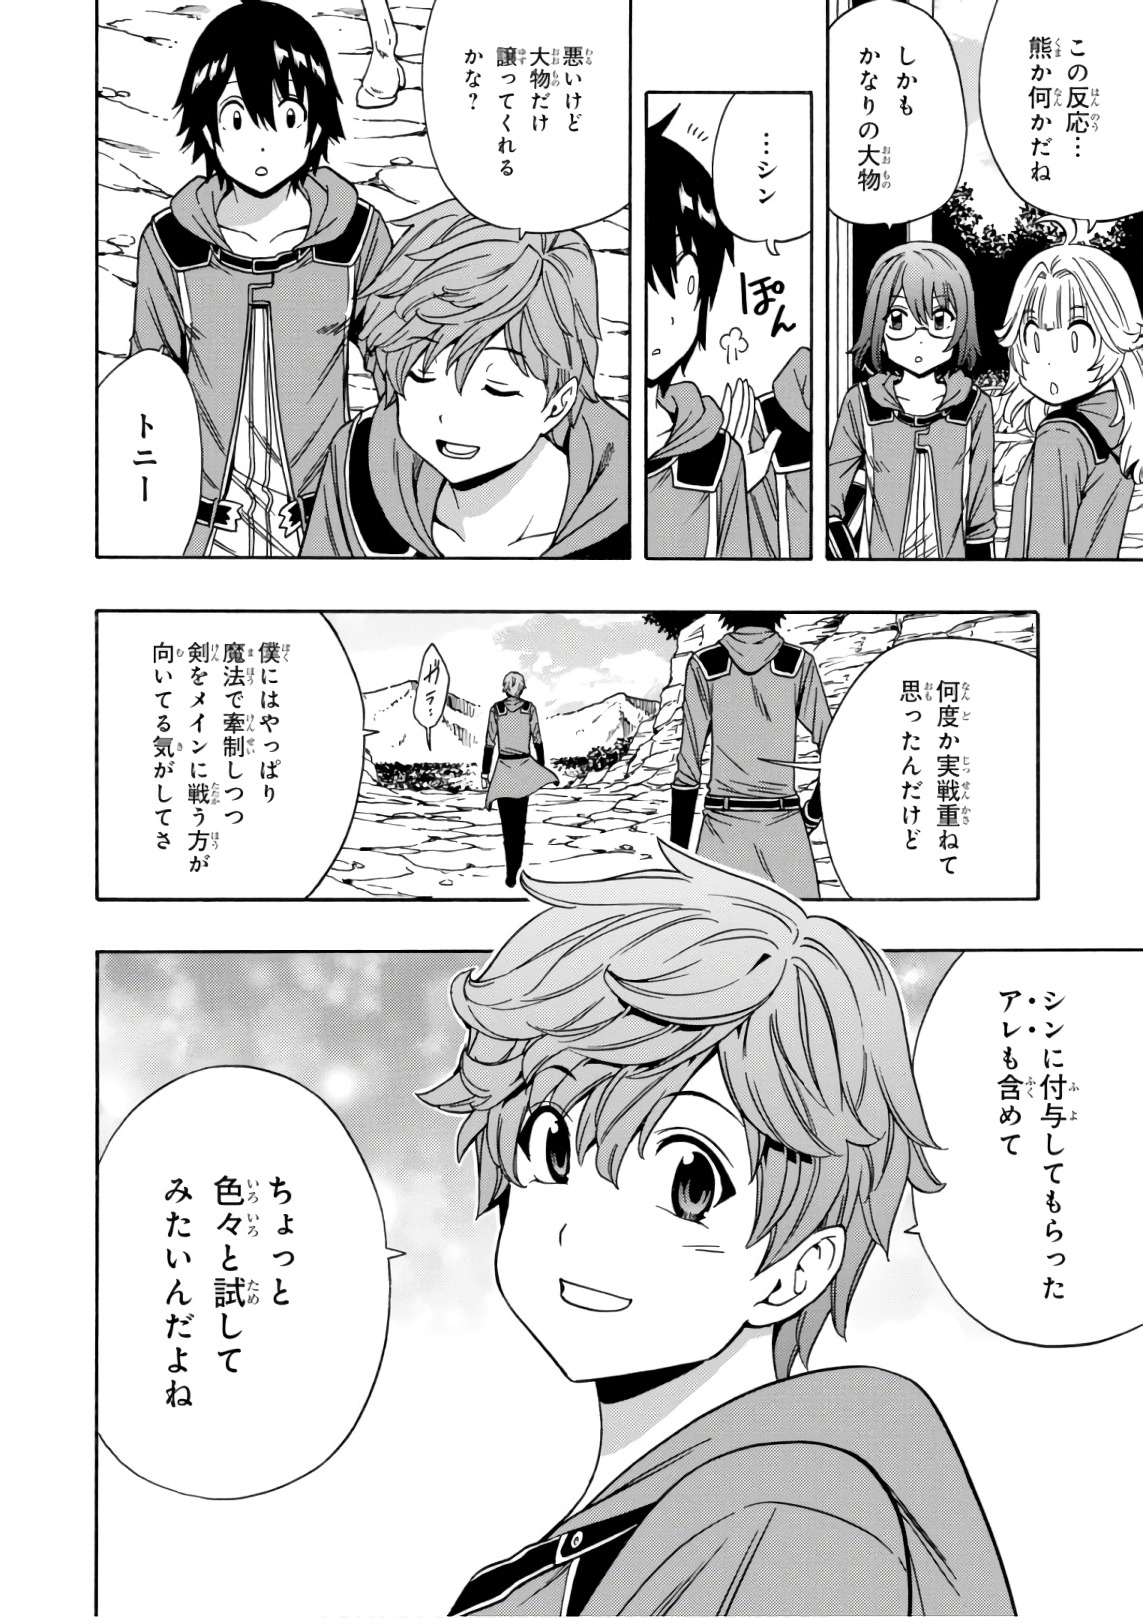 この反応…
熊か何かだね
しかも
かなりの大物
…シン
ぽん
悪いけど
大物だけ
譲ってくれる
かな？
トニー
何度か実戦重ねて
思ったんだけど
ガラ…
僕にはやっぱり
魔法で牽制しつつ
剣をメインに戦う方が
向いてる気がしてさ
シンに付与してもらった
アレも含めて
ちょっと
色々と試して
みたいんだよね